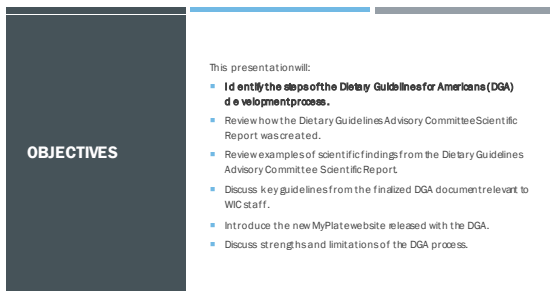 This presentation will:
Identify the steps of the Dietary Guidelines for Americans (DGA)
development process.
Review how the Dietary Guidelines Advisory Committee Scientific
Report was created.
OBJECTIVES
Review examples of scientific findings from the Dietary Guidelines
Advisory Committee Scientific Report.
Discuss key guidelines from the finalized DGA document relevant to
WIC staff.
Introduce the new MyPlate website released with the DGA.
Discuss strengths and limitations of the DGA process.